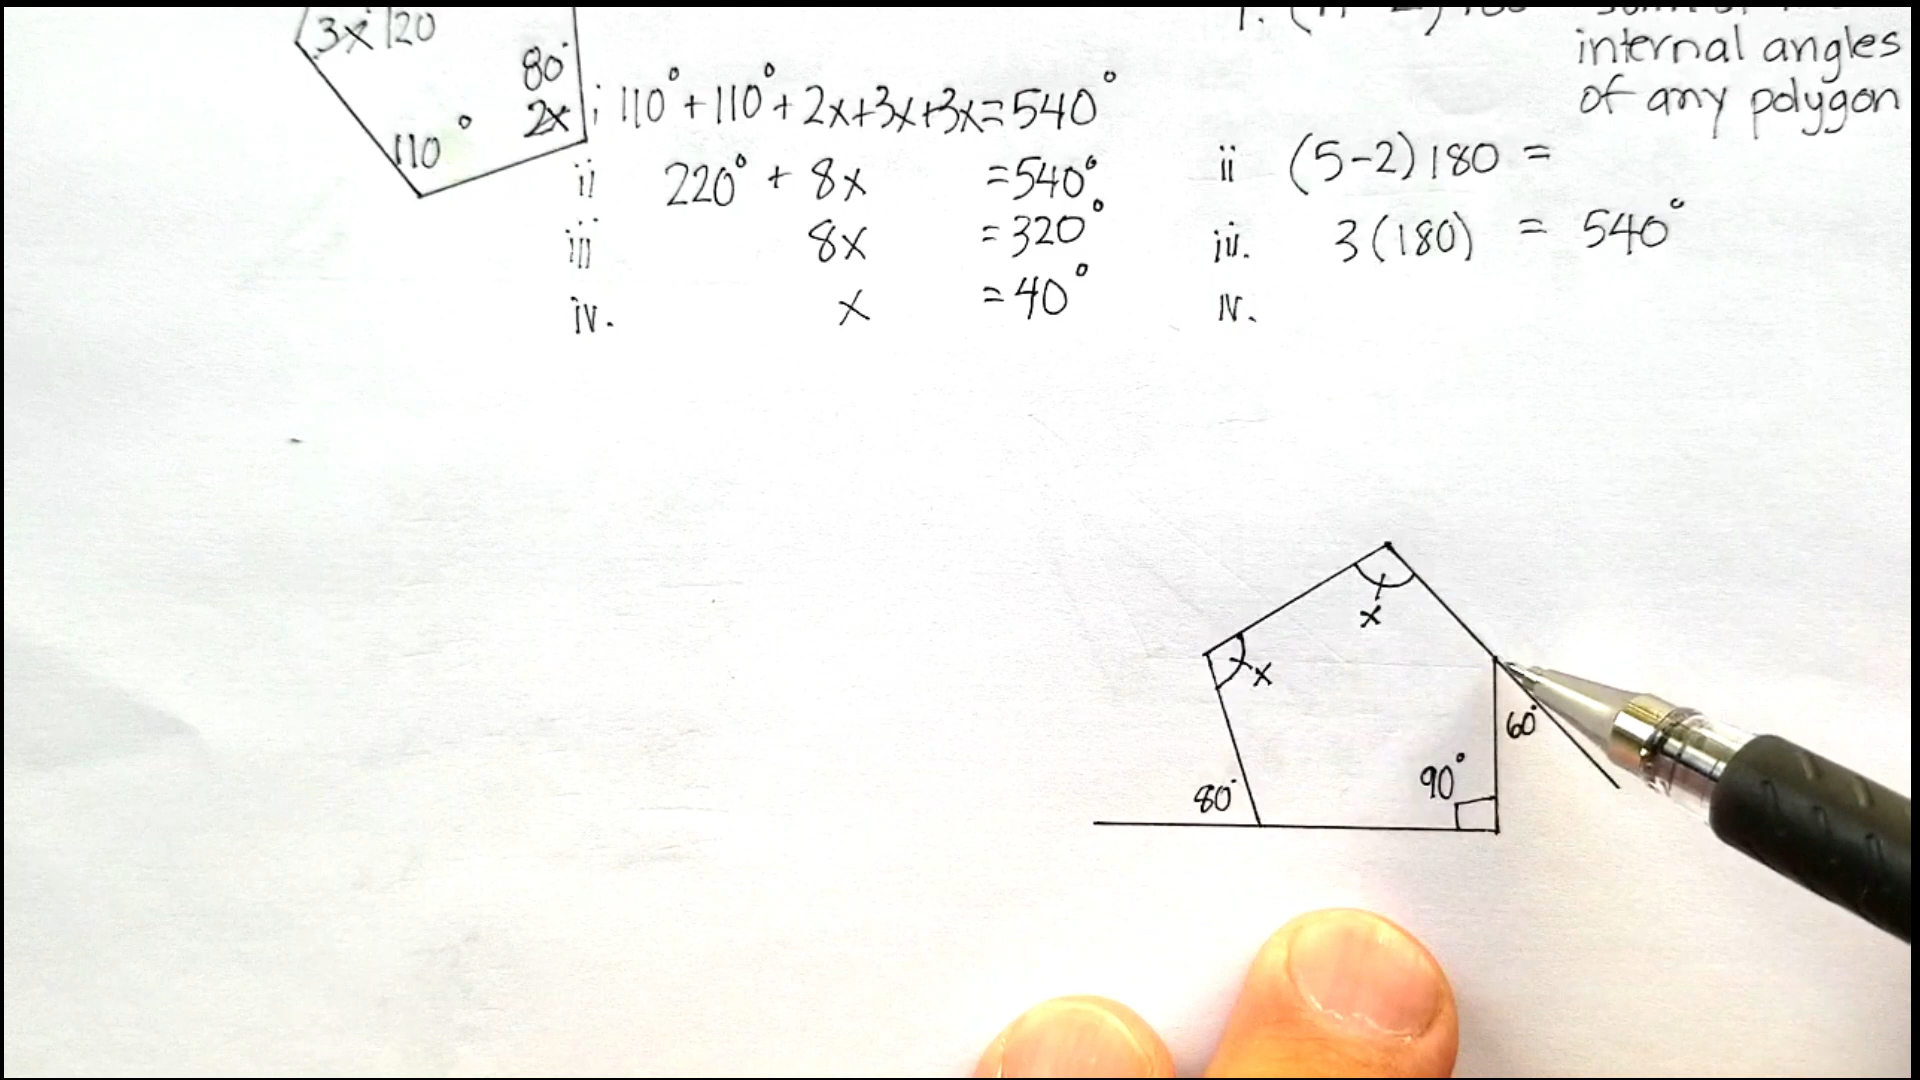 3x° 120
80°
2x
110°
i 110° + 110° + 2x+3x+3x=540°
ii 220° + 8x =540°
iii 8x =320°
iv. x =40°
internal angles
of any polygon
ii (5-2)180 =
iii. 3(180) = 540°
iv.
x
x
60°
90°
80°